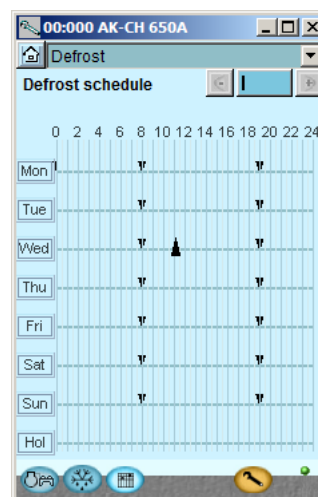 00:000 AK-CH 650A
Defrost
Defrost schedule
0 2 4 6 8 10 12 14 16 18 20 22 24
Mon
Tue
Wed
Thu
Fri
Sat
Sun
Hol